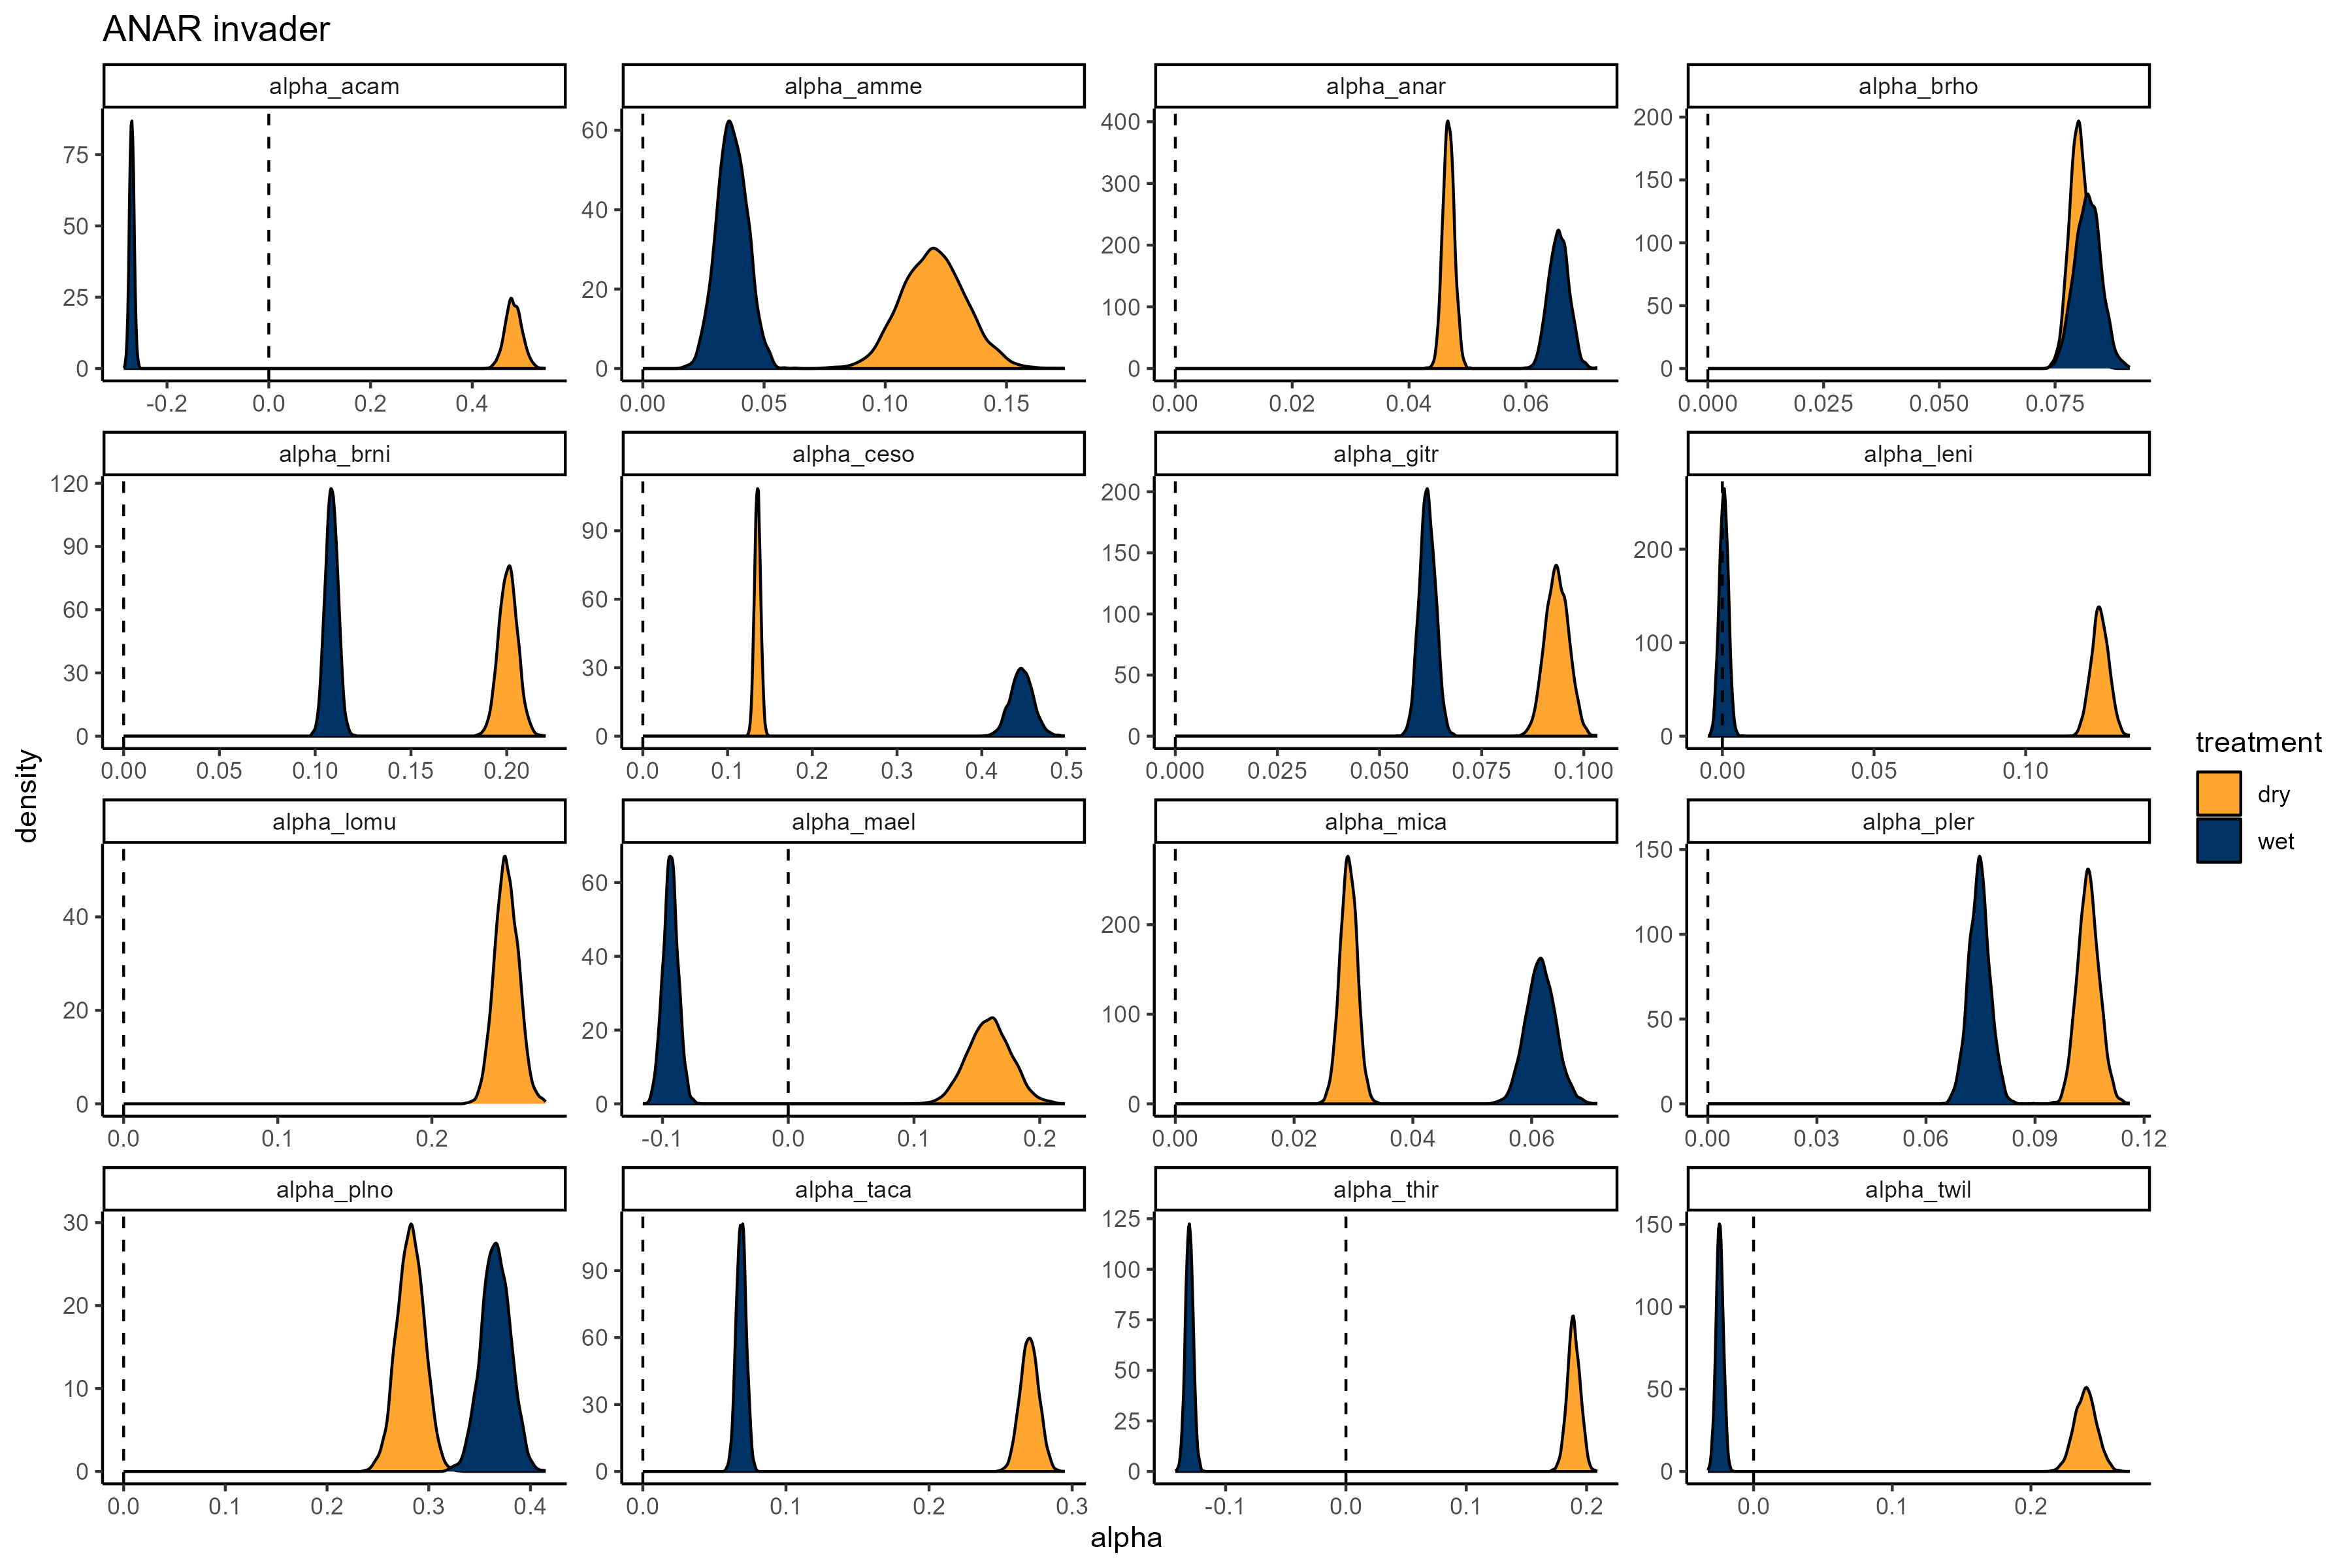 ANAR invader
alpha_acam alpha_amme alpha_anar alpha_brho
75 50 25 0
60 40 20 0
400 300 200 100 0
200 150 100 50 0
-0.2 0.0 0.2 0.4
0.00 0.05 0.10 0.15
0.00 0.02 0.04 0.06
0.000 0.025 0.050 0.075
alpha_brni alpha_ceso alpha_gitr alpha_leni
120 90 60 30 0
90 60 30 0
200 150 100 50 0
200 100 0
0.00 0.05 0.10 0.15 0.20
0.0 0.1 0.2 0.3 0.4 0.5
0.000 0.025 0.050 0.075 0.100
0.00 0.05 0.10
alpha_lomu alpha_mael alpha_mica alpha_pler
40 20 0
60 40 20 0
200 100 0
150 100 50 0
0.0 0.1 0.2
-0.1 0.0 0.1 0.2
0.00 0.02 0.04 0.06
0.00 0.03 0.06 0.09 0.12
alpha_plno alpha_taca alpha_thir alpha_twil
30 20 10 0
90 60 30 0
125 100 75 50 25 0
150 100 50 0
0.0 0.1 0.2 0.3 0.4
0.0 0.1 0.2 0.3
-0.1 0.0 0.1 0.2
0.0 0.1 0.2
density
alpha
treatment
dry
wet